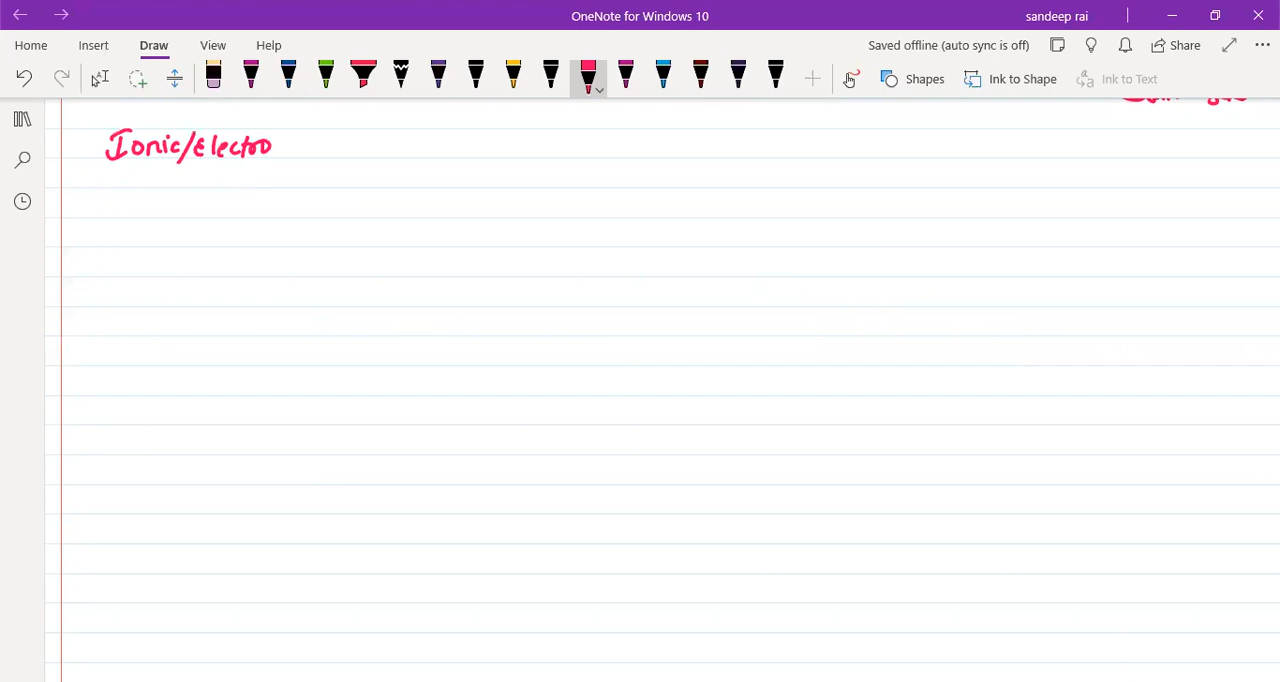 OneNote for Windows 10
sandeep rai
Home Insert Draw View Help
Saved offline (auto sync is off)
Share
Shapes
Ink to Shape
Ink to Text
Ionic/Electro